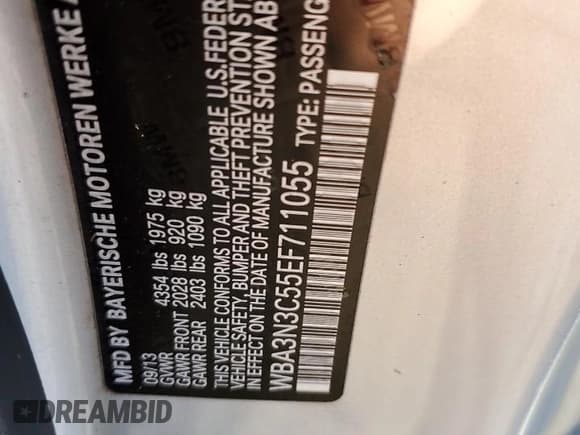 MFD BY BAYERISCHE MOTOREN WERKE
09/13
GVWR 4354 lbs 1975 kg
GAWR FRONT 2028 lbs 920 kg
GAWR REAR 2403 lbs 1090 kg
THIS VEHICLE CONFORMS TO ALL APPLICABLE U.S. FEDER
VEHICLE SAFETY, BUMPER AND THEFT PREVENTION ST
IN EFFECT ON THE DATE OF MANUFACTURE SHOWN AB
WBA3N3C55EF711055 TYPE: PASSENG
DREAMBID